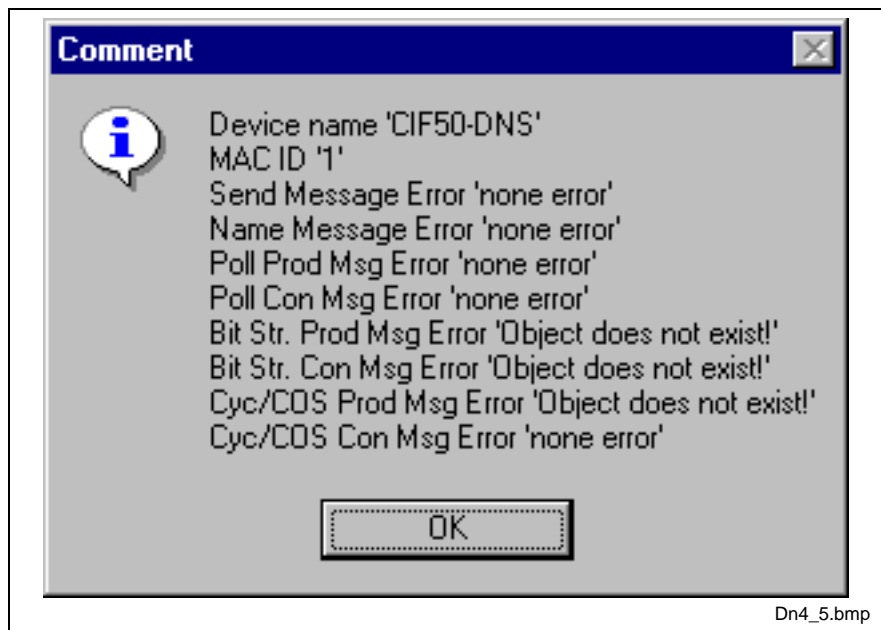 Comment
Device name 'CIF50-DNS'
MAC ID '1'
Send Message Error 'none error'
Name Message Error 'none error'
Poll Prod Msg Error 'none error'
Poll Con Msg Error 'none error'
Bit Str. Prod Msg Error 'Object does not exist!'
Bit Str. Con Msg Error 'Object does not exist!'
Cyc/COS Prod Msg Error 'Object does not exist!'
Cyc/COS Con Msg Error 'none error'
OK
Dn4_5.bmp